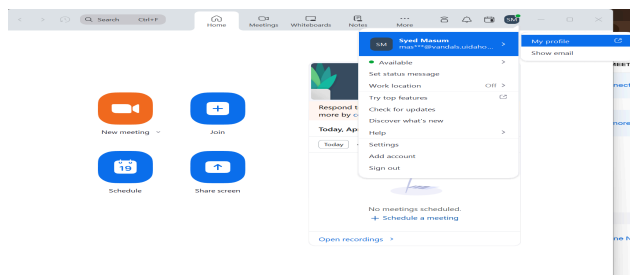 Search Ctrl+F
Home
Meetings
Whiteboards
Notes
More
SM
SM
Syed Masum
mas***@vandals.uidaho...
My profile
Show email
Available
Set status message
Work location Off
Try top features
Check for updates
Discover what's new
Help
Settings
Add account
Sign out
New meeting
Join
19
Schedule
Share screen
Respond
more by
Today,
Today
No meetings scheduled.
+ Schedule a meeting
Open recordings
more